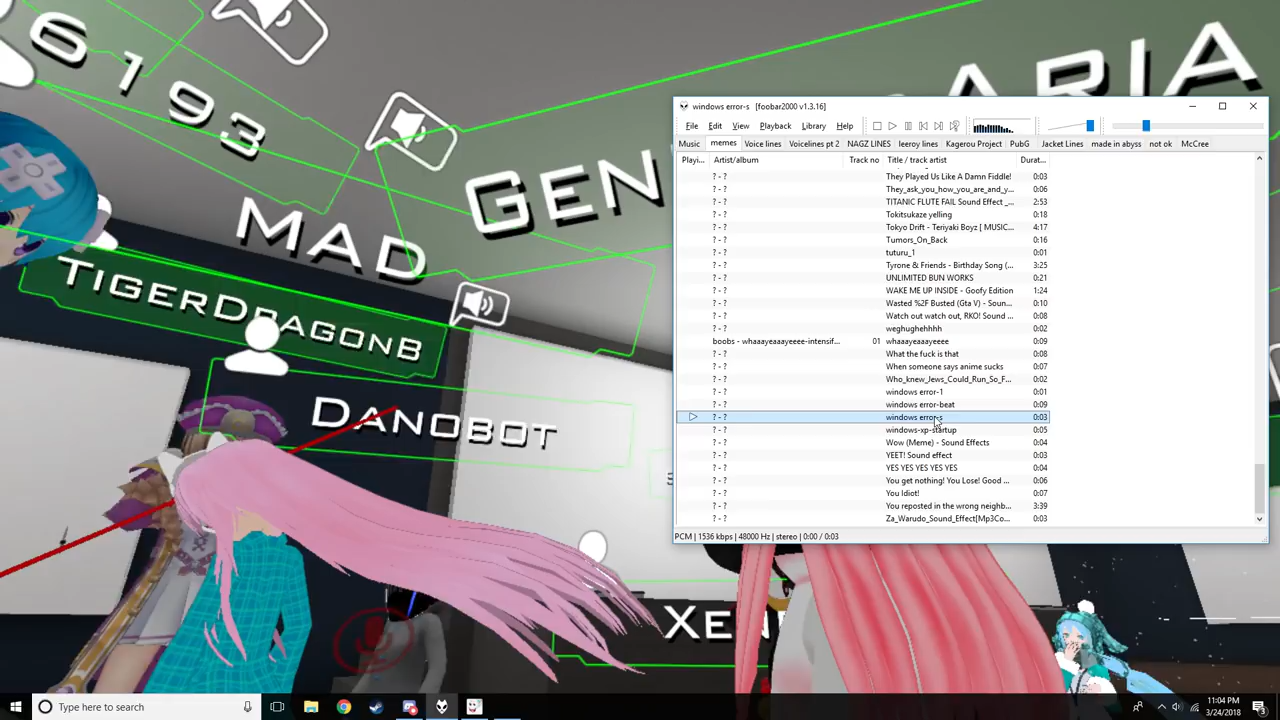 6193
MAD
GEN
ARIA
TIGERDRAGONB
DANOBOT
XEN
windows error-s [foobar2000 v1.3.16]
File Edit View Playback Library Help
Music memes Voice lines Voicelines pt 2 NAGZ LINES leeroy lines Kagerou Project PubG Jacket Lines made in abyss not ok McCree
Playi... Artist/album Track no Title / track artist Durat...
? - ? They Played Us Like A Damn Fiddle! 0:03
? - ? They_ask_you_how_you_are_and_y... 0:06
? - ? TITANIC FLUTE FAIL Sound Effect _... 2:53
? - ? Tokitsukaze yelling 0:18
? - ? Tokyo Drift - Teriyaki Boyz [ MUSIC... 4:17
? - ? Tumors_On_Back 0:16
? - ? tuturu_1 0:01
? - ? Tyrone & Friends - Birthday Song (... 3:25
? - ? UNLIMITED BUN WORKS 0:21
? - ? WAKE ME UP INSIDE - Goofy Edition 1:24
? - ? Wasted %2F Busted (Gta V) - Soun... 0:10
? - ? Watch out watch out, RKO! Sound ... 0:08
? - ? weghughehhhh 0:02
boobs - whaaayeaaayeeee-intensif... 01 whaaayeaaayeeee 0:09
? - ? What the fuck is that 0:08
? - ? When someone says anime sucks 0:07
? - ? Who_knew_Jews_Could_Run_So_F... 0:02
? - ? windows error-1 0:01
? - ? windows error-beat 0:09
? - ? windows error-s 0:03
? - ? windows-xp-startup 0:05
? - ? Wow (Meme) - Sound Effects 0:04
? - ? YEET! Sound effect 0:03
? - ? YES YES YES YES YES 0:04
? - ? You get nothing! You Lose! Good ... 0:06
? - ? You Idiot! 0:07
? - ? You reposted in the wrong neighb... 3:39
? - ? Za_Warudo_Sound_Effect[Mp3Co... 0:03
PCM | 1536 kbps | 48000 Hz | stereo | 0:00 / 0:03
Type here to search
11:04 PM
3/24/2018
3